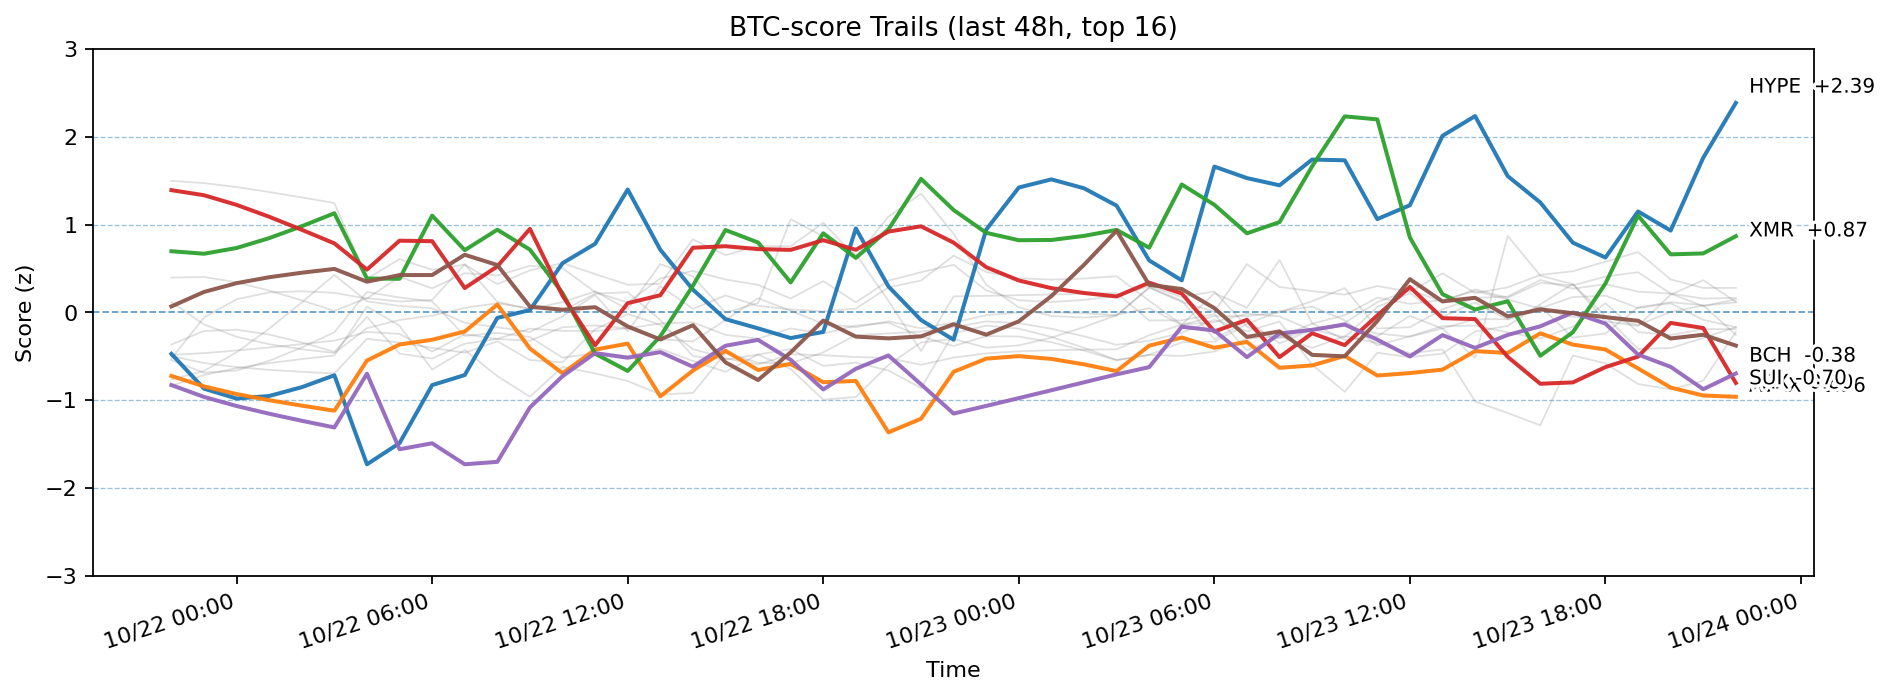 BTC-score Trails (last 48h, top 16)
Score (z)
3
2
1
0
−1
−2
−3
HYPE +2.39
XMR +0.87
BCH -0.38
SUI -0.70
10/22 00:00
10/22 06:00
10/22 12:00
10/22 18:00
10/23 00:00
10/23 06:00
10/23 12:00
10/23 18:00
10/24 00:00
Time